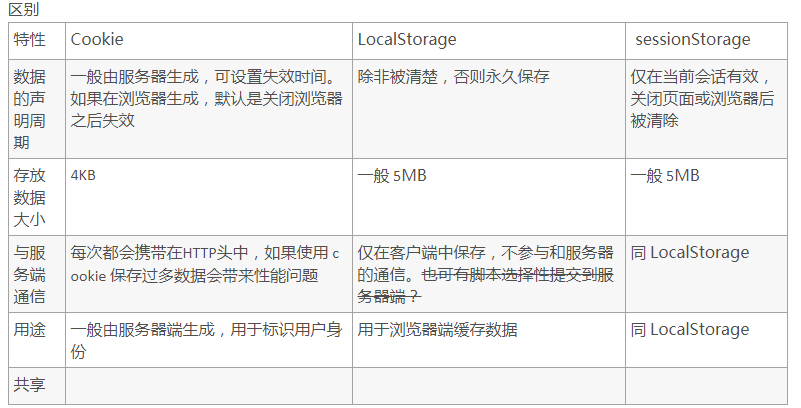 区别
特性 Cookie LocalStorage sessionStorage
数据 一般由服务器生成，可设置失效时间。 除非被清楚，否则永久保存 仅在当前会话有效，
的声 如果在浏览器生成，默认是关闭浏览器 关闭页面或浏览器后
明周 之后失效 被清除
期
存放 4KB 一般 5MB 一般 5MB
数据
大小
与服 每次都会携带在HTTP头中，如果使用 c 仅在客户端中保存，不参与和服务器 同 LocalStorage
务端 ookie 保存过多数据会带来性能问题 的通信。也可有脚本选择性提交到服
通信 务器端？
用途 一般由服务器端生成，用于标识用户身 用于浏览器端缓存数据 同 LocalStorage
份
共享